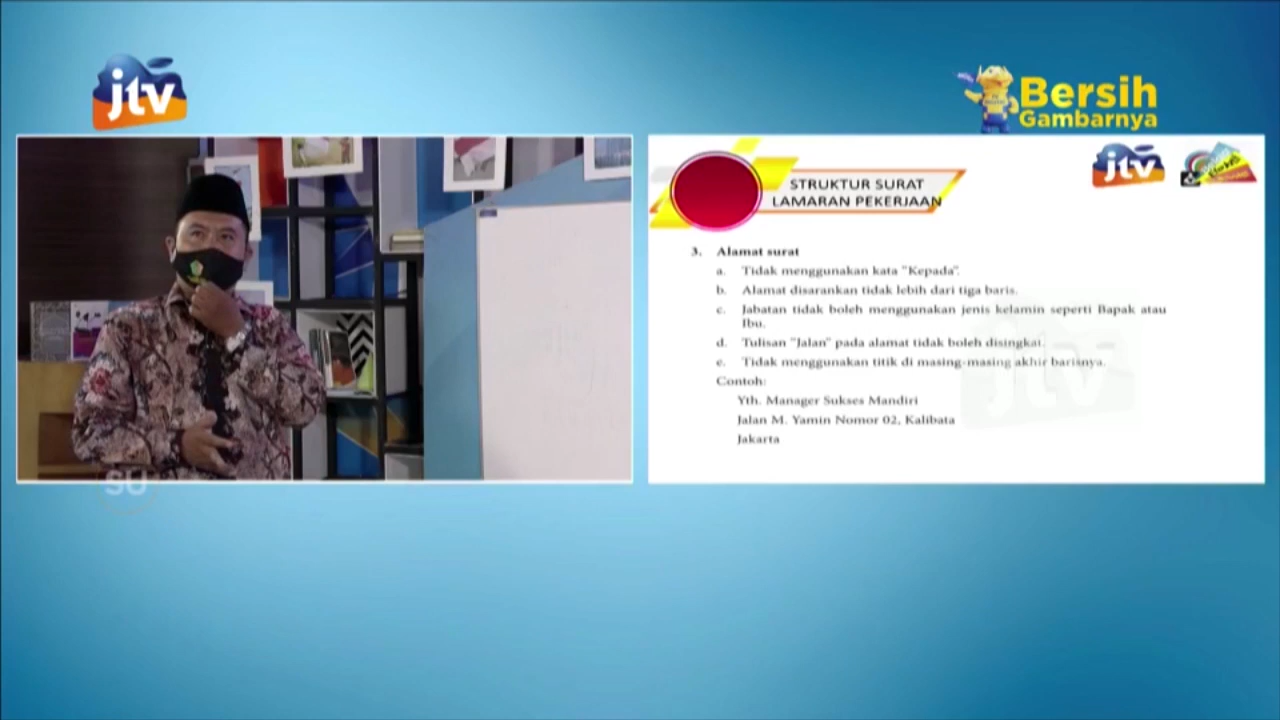 jtv
Bersih
Gambarnya
jtv
STRUKTUR SURAT
LAMARAN PEKERJAAN
3. Alamat surat
a. Tidak menggunakan kata "Kepada".
b. Alamat disarankan tidak lebih dari tiga baris.
c. Jabatan tidak boleh menggunakan jenis kelamin seperti Bapak atau
Ibu.
d. Tulisan "Jalan" pada alamat tidak boleh disingkat.
e. Tidak menggunakan titik di masing-masing akhir barisnya.
Contoh:
Yth. Manager Sukses Mandiri
Jalan M. Yamin Nomor 02, Kalibata
Jakarta
jtv
SU